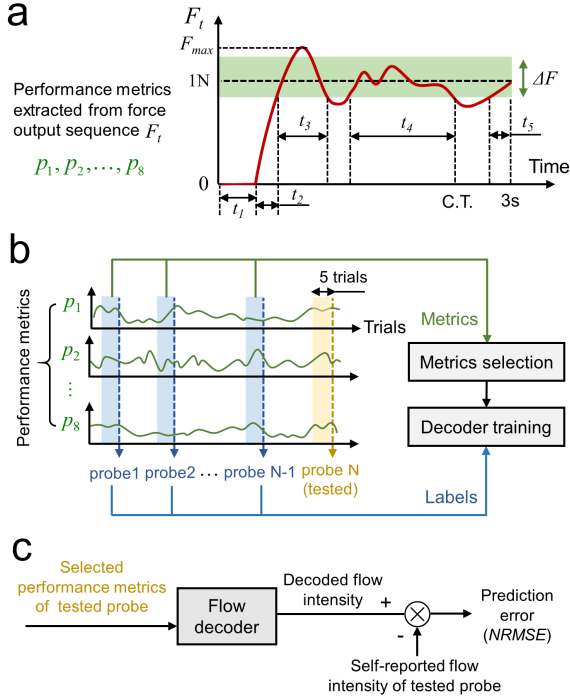 a
F_t
F_max
1N
ΔF
Performance metrics
extracted from force
output sequence F_t
p_1, p_2, ..., p_8
t_3
t_4
t_5
0
Time
t_1
t_2
C.T.
3s
b
Performance metrics
p_1
p_2
⋮
p_8
5 trials
Trials
Metrics
Metrics selection
Decoder training
Labels
probe1 probe2 ... probe N-1 probe N
(tested)
c
Selected
performance metrics
of tested probe
Flow
decoder
Decoded flow
intensity
+
-
Prediction
error
(NRMSE)
Self-reported flow
intensity of tested probe